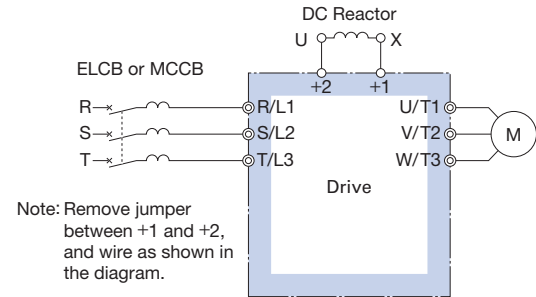 DC Reactor
U X
ELCB or MCCB
+2 +1
R R/L1 U/T1
S S/L2 V/T2 M
T T/L3 W/T3
Drive
Note: Remove jumper
between +1 and +2,
and wire as shown in
the diagram.